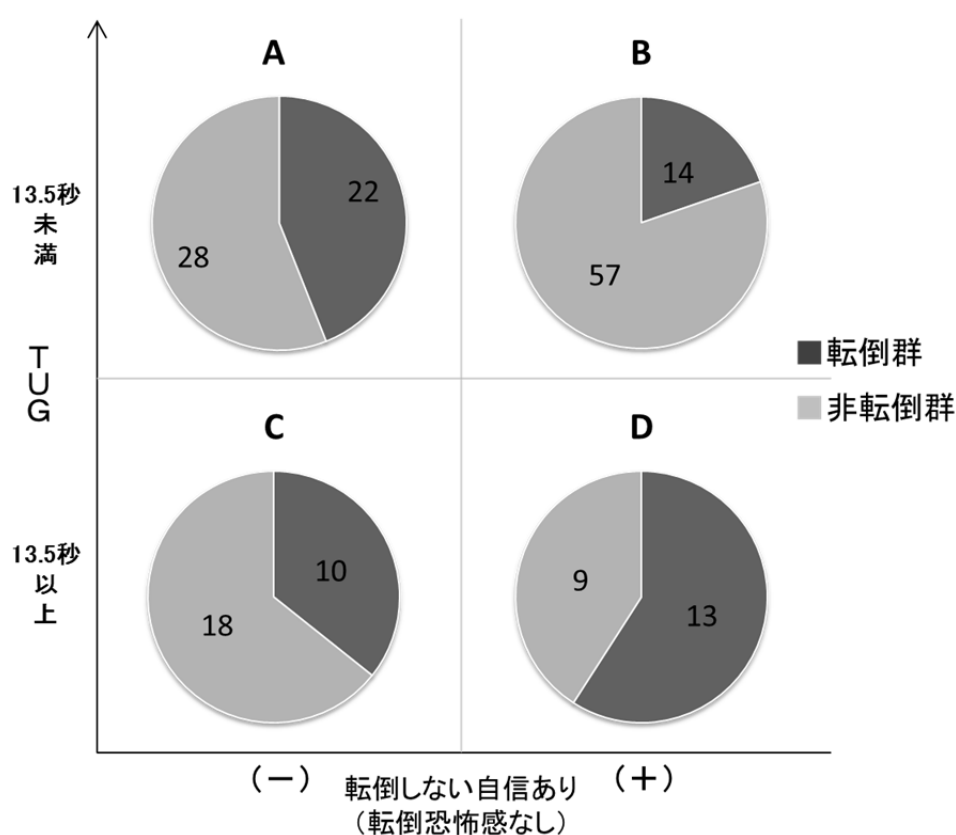 A
B
13.5秒
未
満
22
28
14
57
TUG
転倒群
非転倒群
C
D
13.5秒
以
上
10
18
9
13
（－）
転倒しない自信あり
（転倒恐怖感なし）
（＋）